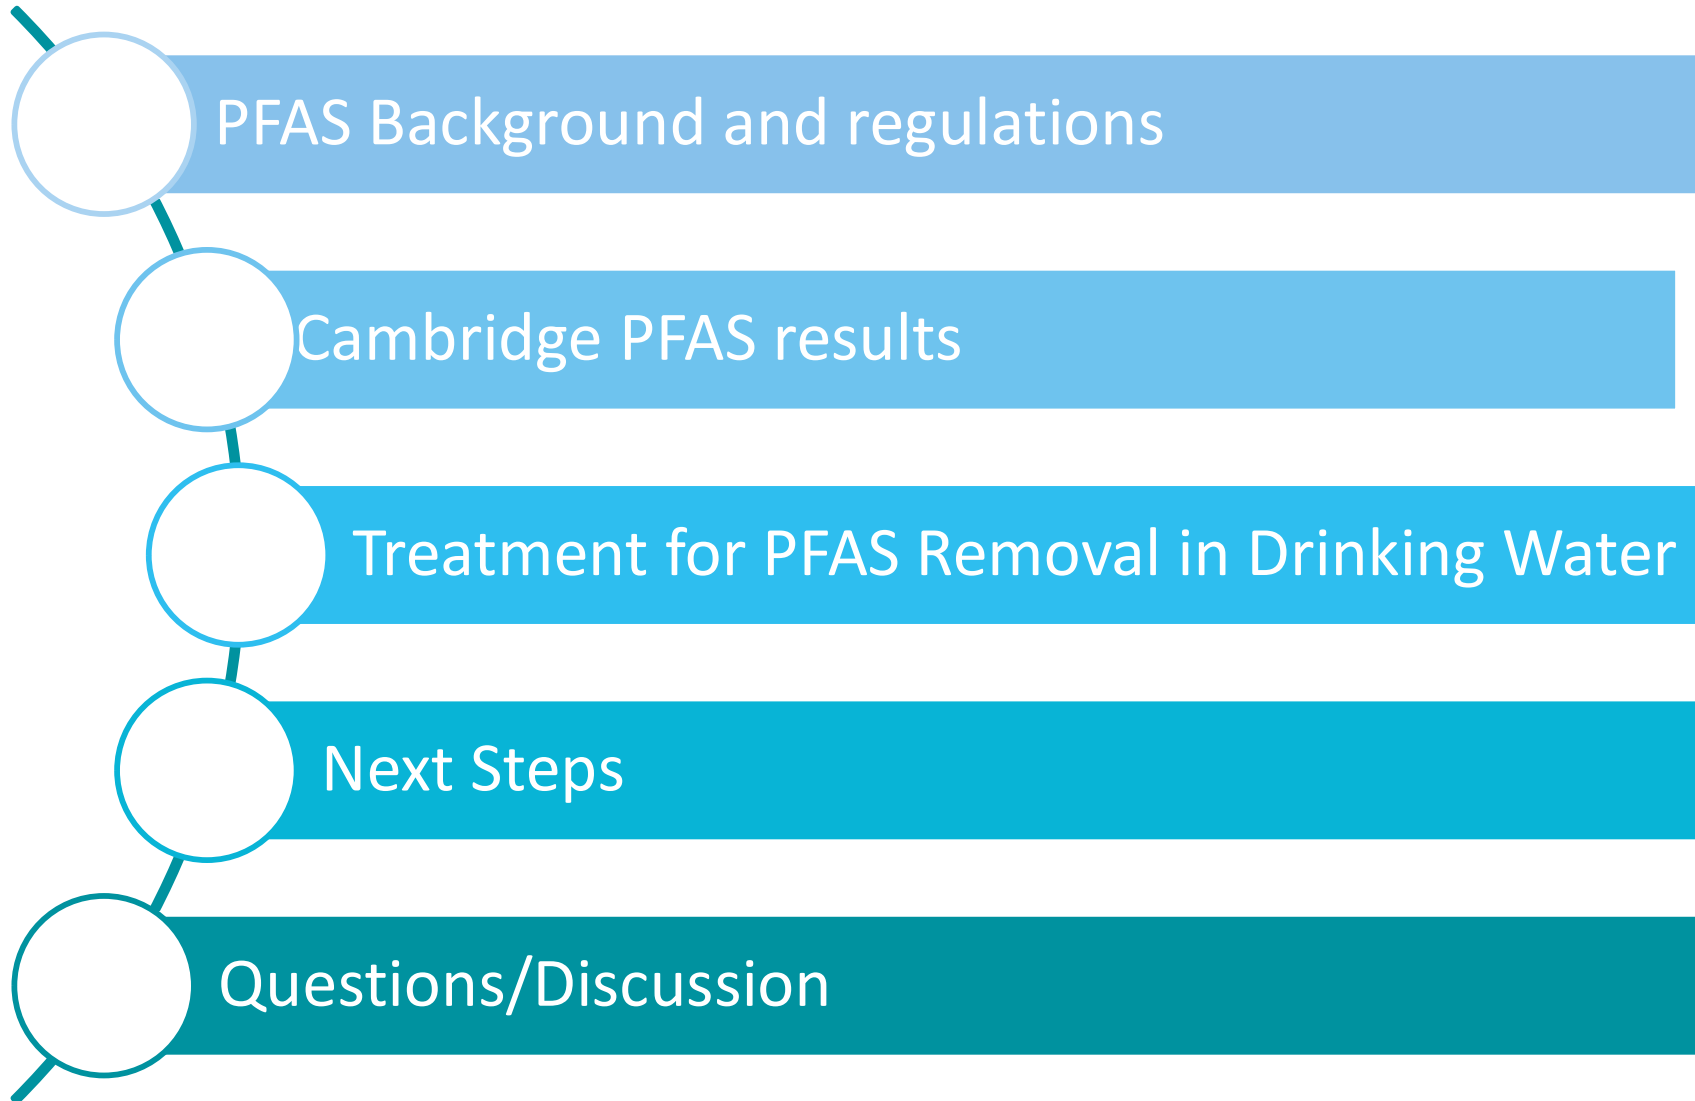 PFAS Background and regulations
Cambridge PFAS results
Treatment for PFAS Removal in Drinking Water
Next Steps
Questions/Discussion